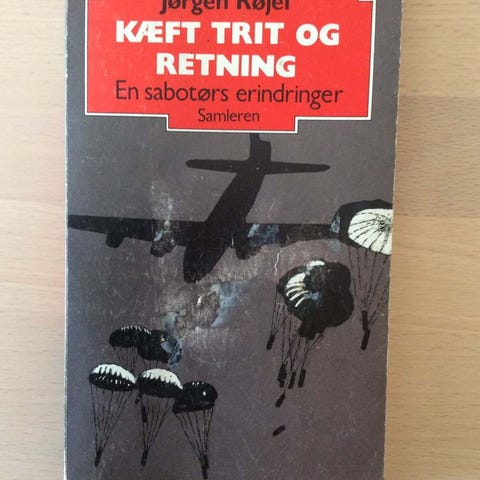 Jørgen Røjel
KÆFT TRIT OG
RETNING
En sabotørs erindringer
Samleren